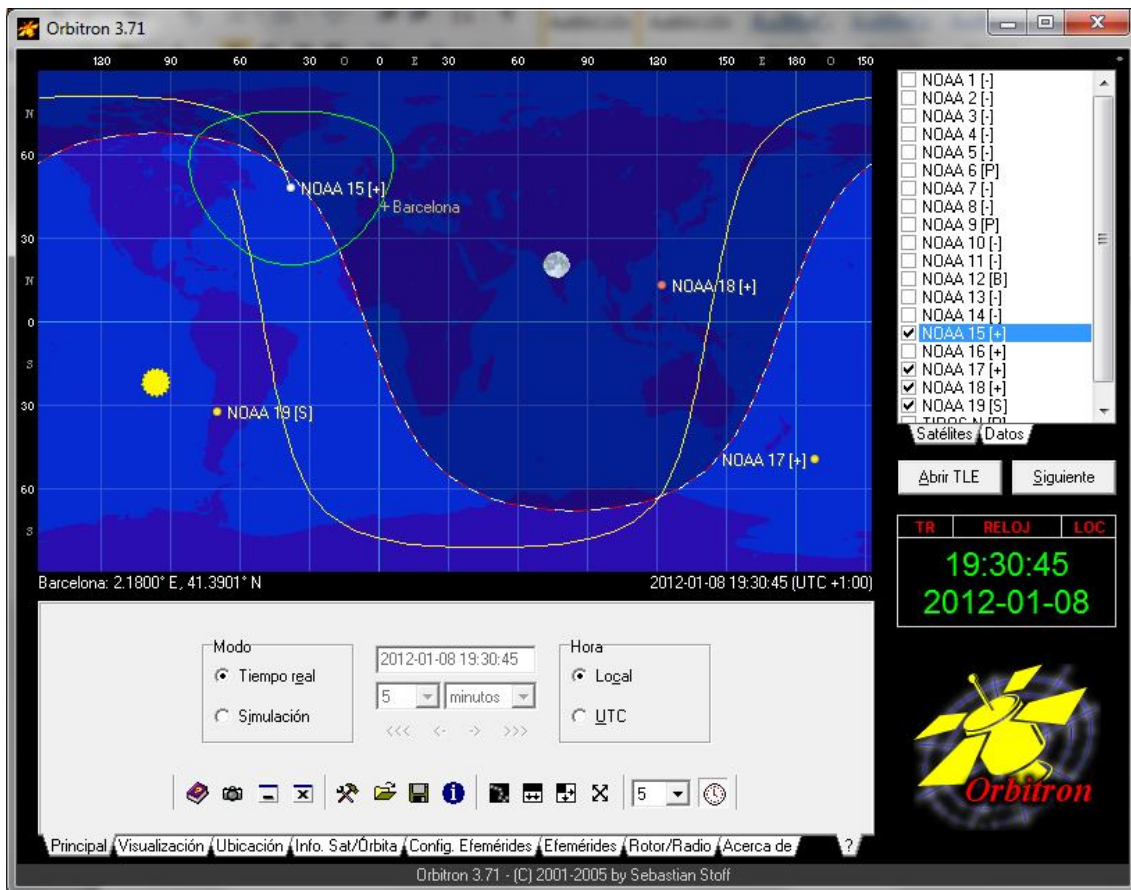 Orbitron 3.71
120 90 60 30 O 0 E 30 60 90 120 150 E 180 O 150
N
60
30
N
0
S
30
60
S
NOAA 15 [+]
Barcelona
NOAA 18 [+]
NOAA 19 [S]
NOAA 17 [+]
Barcelona: 2.1800° E, 41.3901° N
2012-01-08 19:30:45 (UTC +1:00)
NOAA 1 [-]
NOAA 2 [-]
NOAA 3 [-]
NOAA 4 [-]
NOAA 5 [-]
NOAA 6 [P]
NOAA 7 [-]
NOAA 8 [-]
NOAA 9 [P]
NOAA 10 [-]
NOAA 11 [-]
NOAA 12 [B]
NOAA 13 [-]
NOAA 14 [-]
NOAA 15 [+]
NOAA 16 [+]
NOAA 17 [+]
NOAA 18 [+]
NOAA 19 [S]
Satélites Datos
Abrir TLE Siguiente
TR RELOJ LOC
19:30:45
2012-01-08
Modo
Tiempo real
Simulación
2012-01-08 19:30:45
5 minutos
<<< <- -> >>>
Hora
Local
UTC
5
Orbitron
Principal Visualización Ubicación Info. Sat/Órbita Config. Efemérides Efemérides Rotor/Radio Acerca de ?
Orbitron 3.71 - (C) 2001-2005 by Sebastian Stoff